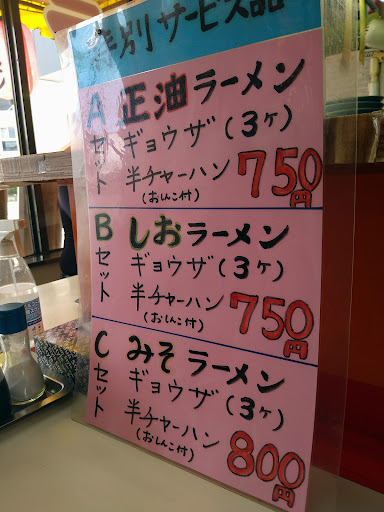 特別サービス品
Aセット 正油ラーメン
ギョウザ(3ケ)
半チャーハン 750円
(おしんこ付)
Bセット しおラーメン
ギョウザ(3ケ)
半チャーハン 750円
(おしんこ付)
Cセット みそラーメン
ギョウザ(3ケ)
半チャーハン 800円
(おしんこ付)